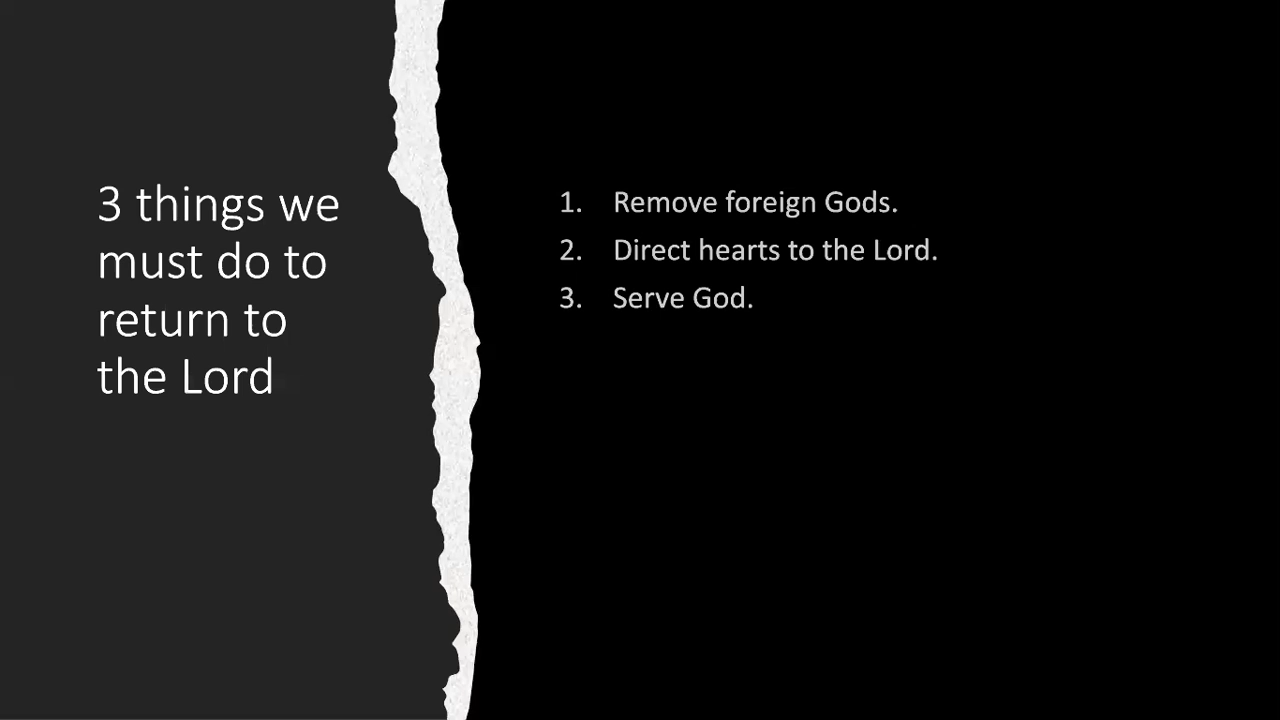 3 things we
must do to
return to
the Lord
1. Remove foreign Gods.
2. Direct hearts to the Lord.
3. Serve God.